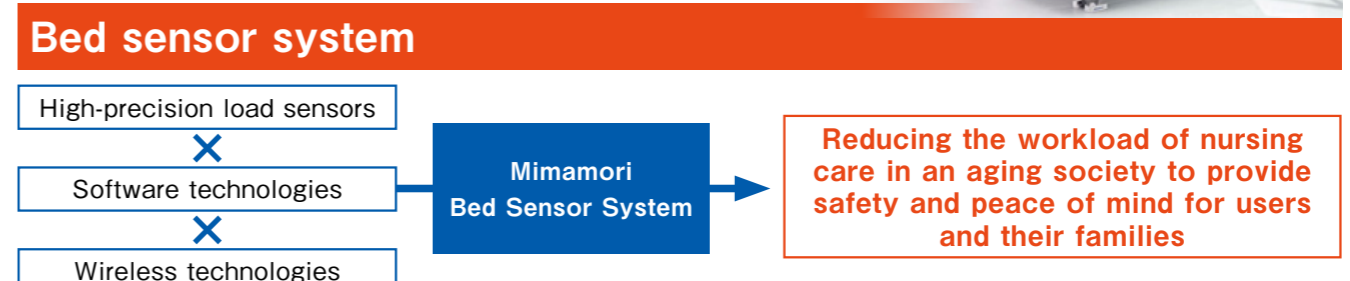 Bed sensor system
High-precision load sensors
×
Software technologies
×
Wireless technologies
Mimamori
Bed Sensor System
Reducing the workload of nursing
care in an aging society to provide
safety and peace of mind for users
and their families